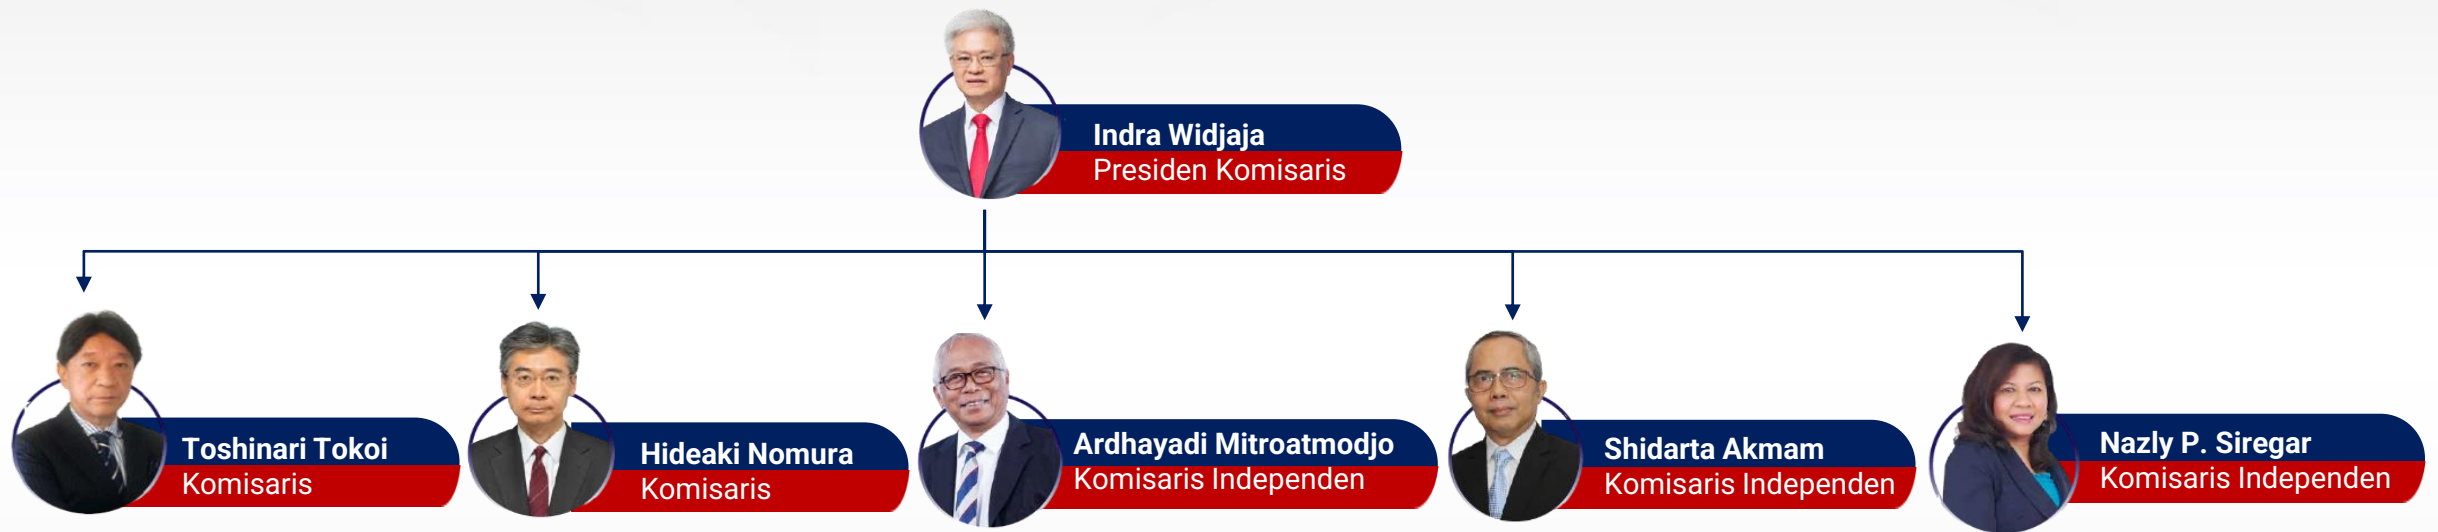 Indra Widjaja
Presiden Komisaris
Toshinari Tokoi
Komisaris
Hideaki Nomura
Komisaris
Ardhayadi Mitroatmodjo
Komisaris Independen
Shidarta Akmam
Komisaris Independen
Nazly P. Siregar
Komisaris Independen